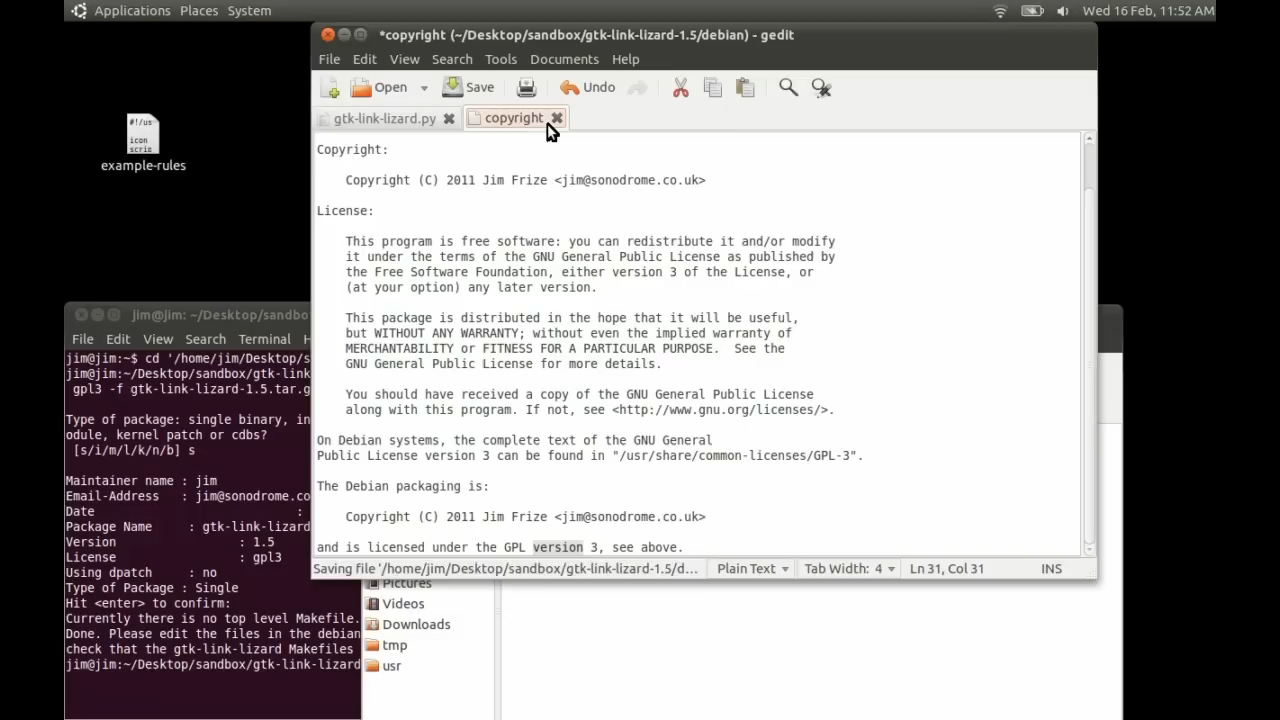 Applications Places System
Wed 16 Feb, 11:52 AM
*copyright (~/Desktop/sandbox/gtk-link-lizard-1.5/debian) - gedit
File Edit View Search Tools Documents Help
Open Save Undo
gtk-link-lizard.py copyright
Copyright:
Copyright (C) 2011 Jim Frize <jim@sonodrome.co.uk>
License:
This program is free software: you can redistribute it and/or modify
it under the terms of the GNU General Public License as published by
the Free Software Foundation, either version 3 of the License, or
(at your option) any later version.
This package is distributed in the hope that it will be useful,
but WITHOUT ANY WARRANTY; without even the implied warranty of
MERCHANTABILITY or FITNESS FOR A PARTICULAR PURPOSE.  See the
GNU General Public License for more details.
You should have received a copy of the GNU General Public License
along with this program. If not, see <http://www.gnu.org/licenses/>.
On Debian systems, the complete text of the GNU General
Public License version 3 can be found in "/usr/share/common-licenses/GPL-3".
The Debian packaging is:
Copyright (C) 2011 Jim Frize <jim@sonodrome.co.uk>
and is licensed under the GPL version 3, see above.
Saving file '/home/jim/Desktop/sandbox/gtk-link-lizard-1.5/d... Plain Text Tab Width: 4 Ln 31, Col 31 INS
#!/us
icon
scrip
example-rules
jim@jim: ~/Desktop/sandbo
File Edit View Search Terminal H
jim@jim:~$ cd '/home/jim/Desktop/s
jim@jim:~/Desktop/sandbox/gtk-link
gpl3 -f gtk-link-lizard-1.5.tar.g
Type of package: single binary, in
odule, kernel patch or cdbs?
[s/i/m/l/k/n/b] s
Maintainer name : jim
Email-Address   : jim@sonodrome.co
Date            :
Package Name    : gtk-link-lizard
Version         : 1.5
License         : gpl3
Using dpatch    : no
Type of Package : Single
Hit <enter> to confirm:
Currently there is no top level Makefile.
Done. Please edit the files in the debian
check that the gtk-link-lizard Makefiles
jim@jim:~/Desktop/sandbox/gtk-link-lizard
Pictures
Videos
Downloads
tmp
usr